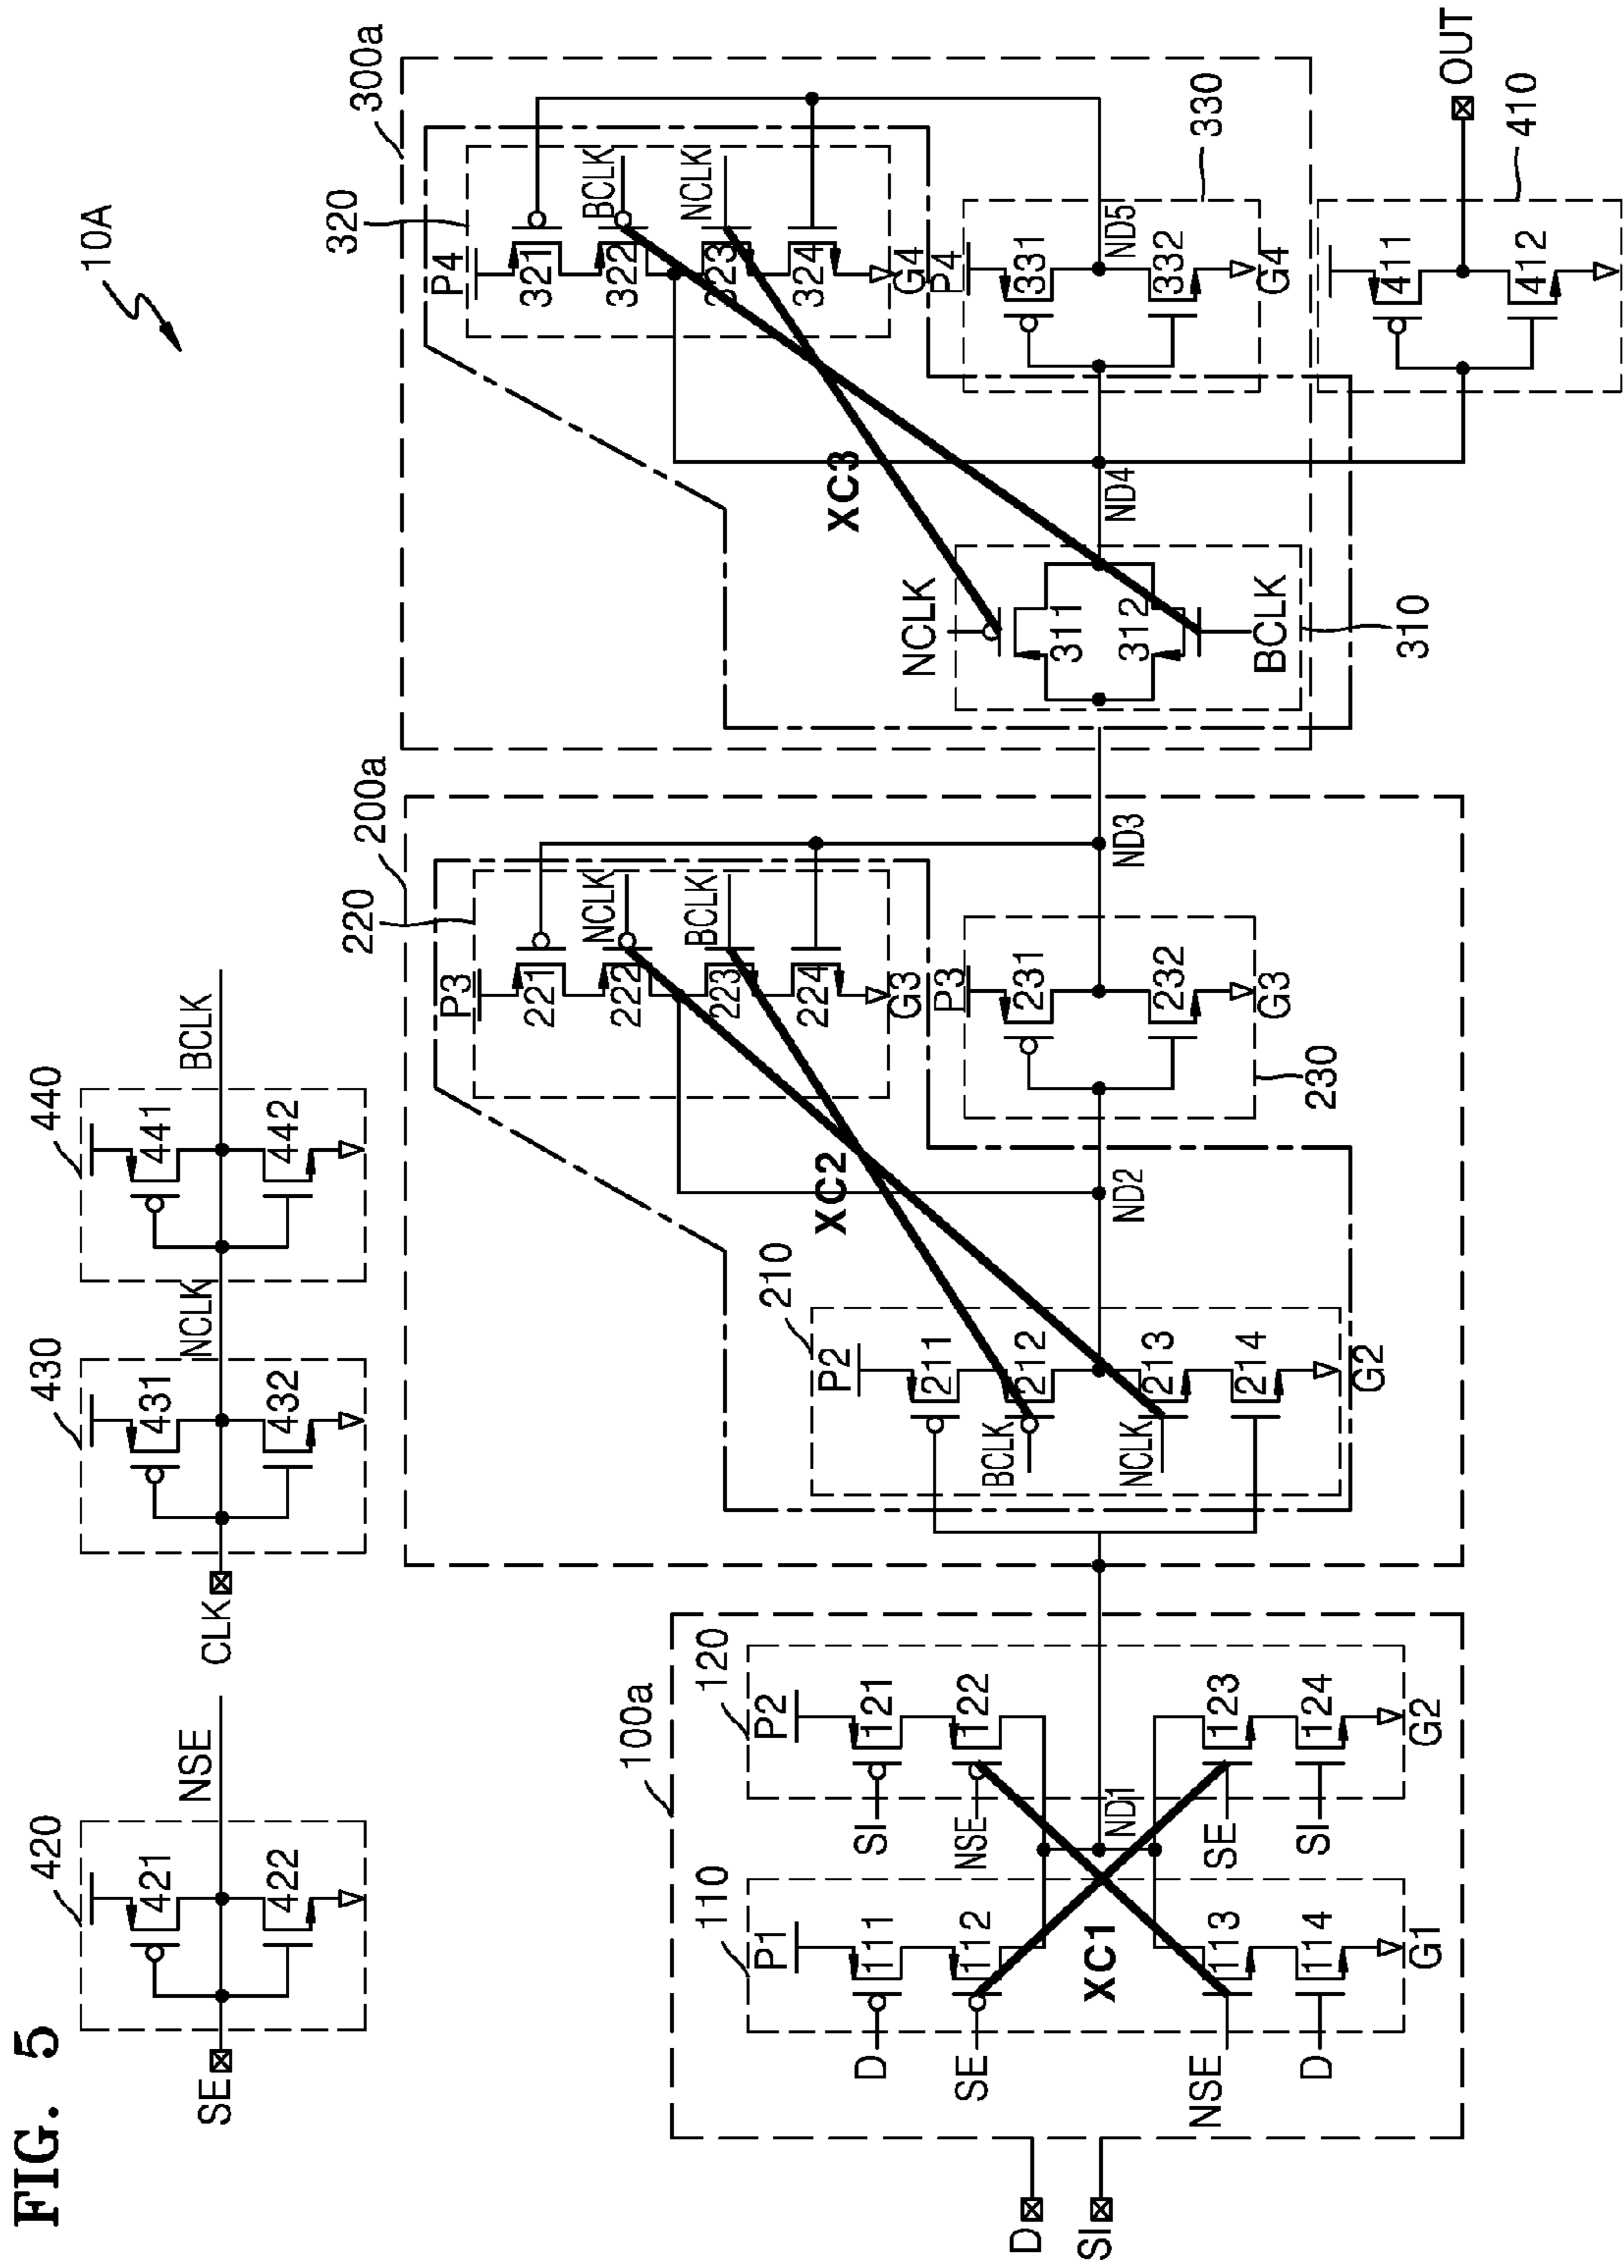 FIG. 5
10A
SE
420
421
422
NSE
CLK
430
431
432
NCLK
440
441
442
BCLK
D
SI
100a
110
P1
D
111
SE
112
XC1
NSE
113
D
114
G1
120
P2
SI
121
NSE
122
ND1
SE
123
SI
124
G2
200a
210
P2
211
BCLK
212
NCLK
213
214
G2
XC2
ND2
220
P3
221
NCLK
222
BCLK
223
224
G3
P3
231
232
G3
230
ND3
300a
NCLK
311
312
BCLK
310
XC3
ND4
320
P4
321
BCLK
322
NCLK
323
324
G4
P4
331
ND5
332
G4
330
411
412
410
OUT